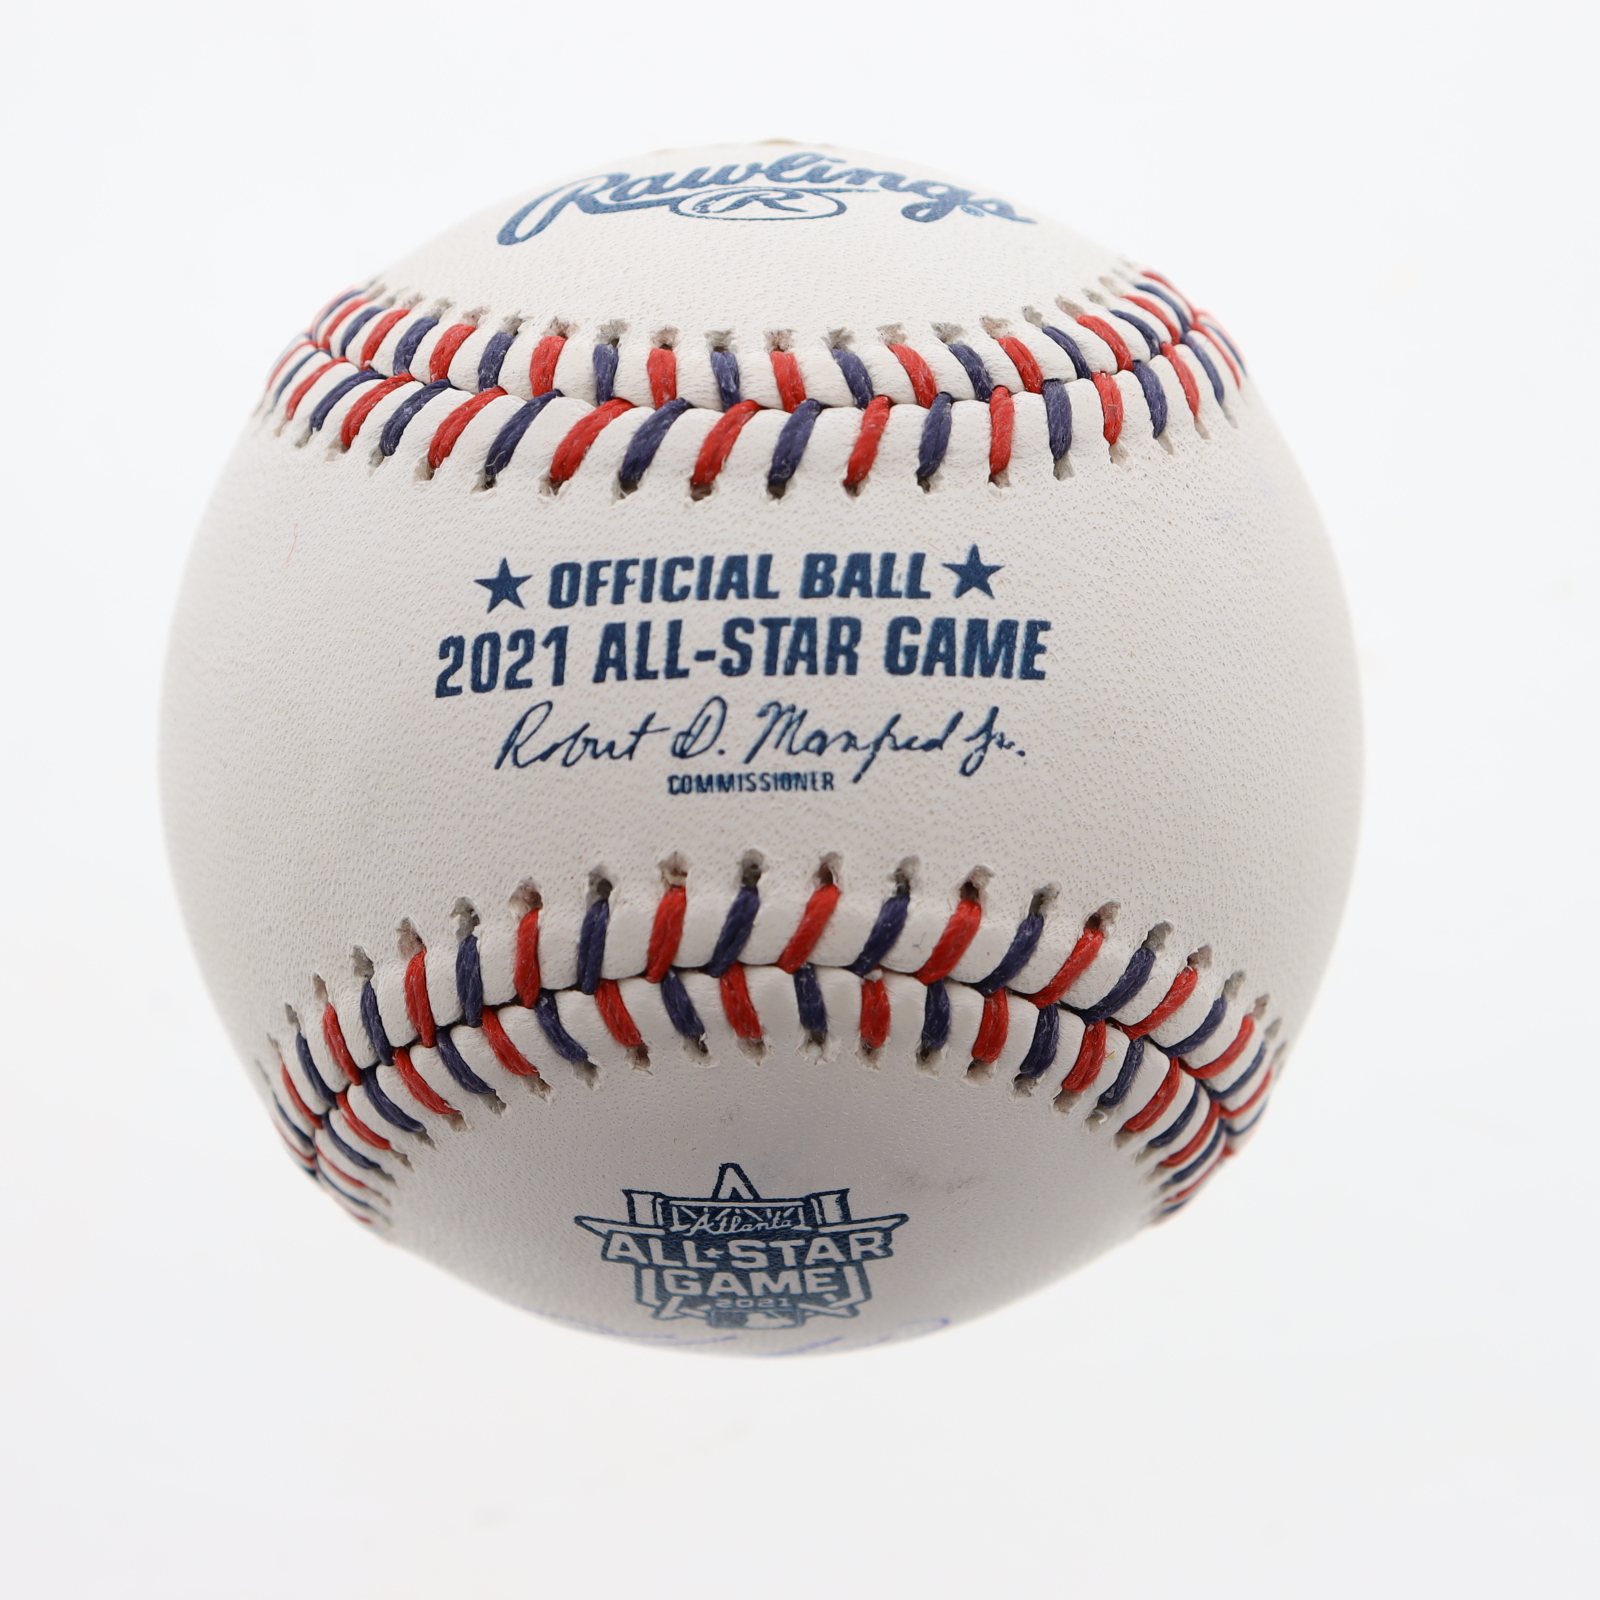 Rawlings®
R
★ OFFICIAL BALL ★
2021 ALL-STAR GAME
Robert D. Manfred Jr.
COMMISSIONER
A
Atlanta
ALL★STAR
GAME
2021